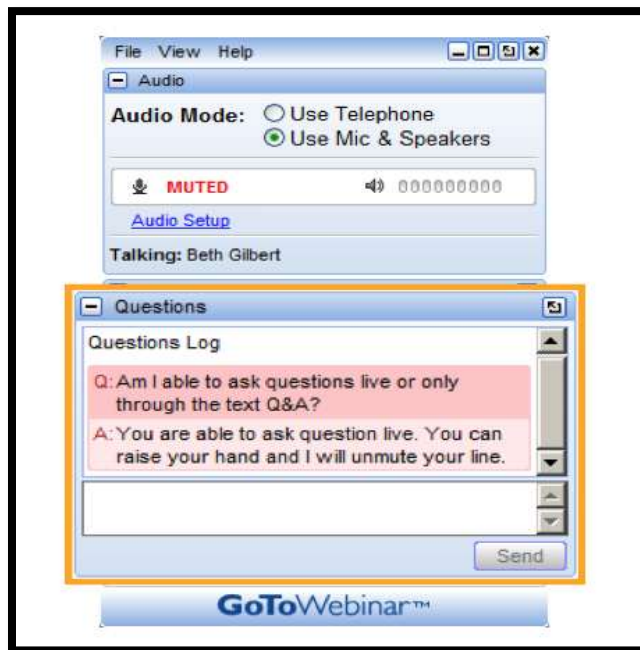 File View Help
Audio
Audio Mode: Use Telephone
Use Mic & Speakers
MUTED 000000000
Audio Setup
Talking: Beth Gilbert
Questions
Questions Log
Q: Am I able to ask questions live or only
through the text Q&A?
A: You are able to ask question live. You can
raise your hand and I will unmute your line.
Send
GoToWebinar™